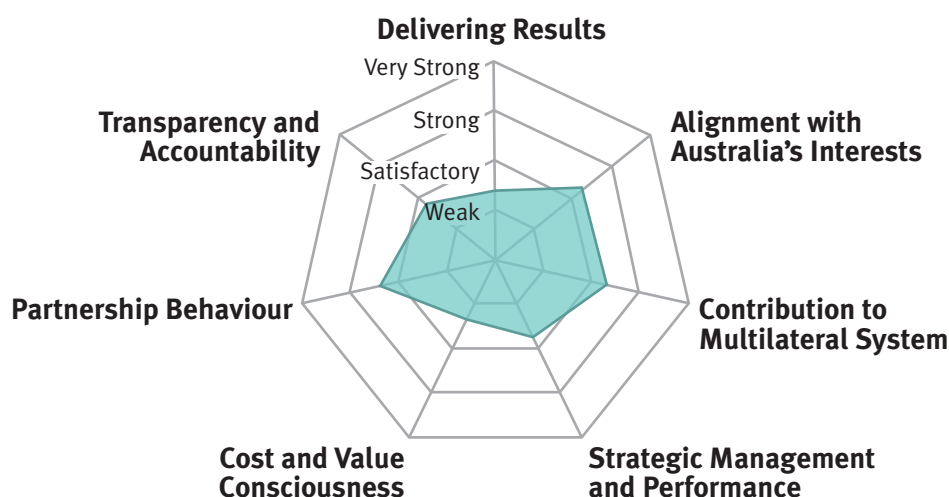 Delivering Results
Very Strong
Strong
Satisfactory
Weak
Transparency and
Accountability
Alignment with
Australia’s Interests
Partnership Behaviour
Contribution to
Multilateral System
Cost and Value
Consciousness
Strategic Management
and Performance